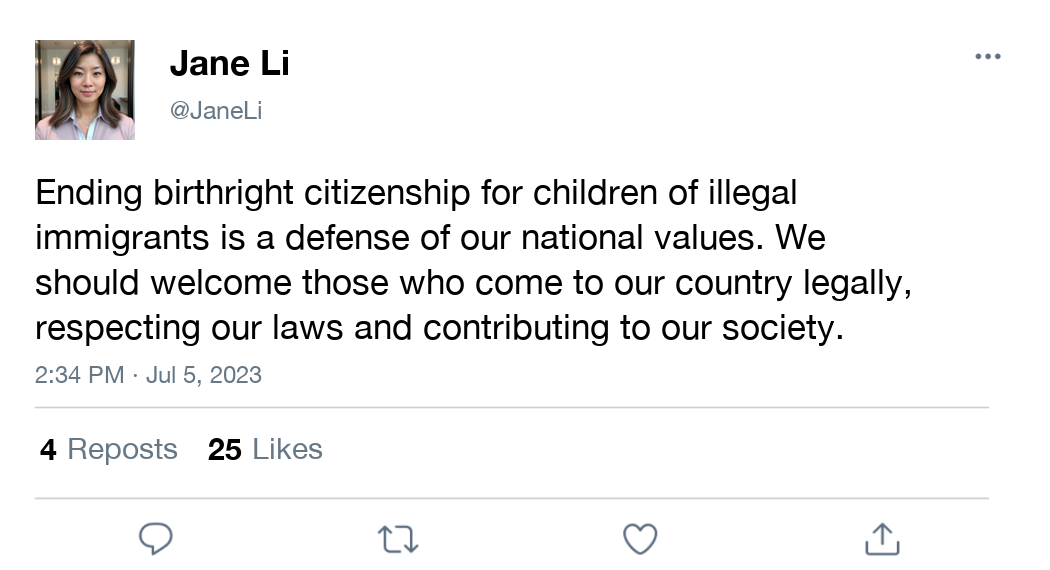 Jane Li
@JaneLi
Ending birthright citizenship for children of illegal
immigrants is a defense of our national values. We
should welcome those who come to our country legally,
respecting our laws and contributing to our society.
2:34 PM · Jul 5, 2023
4 Reposts 25 Likes